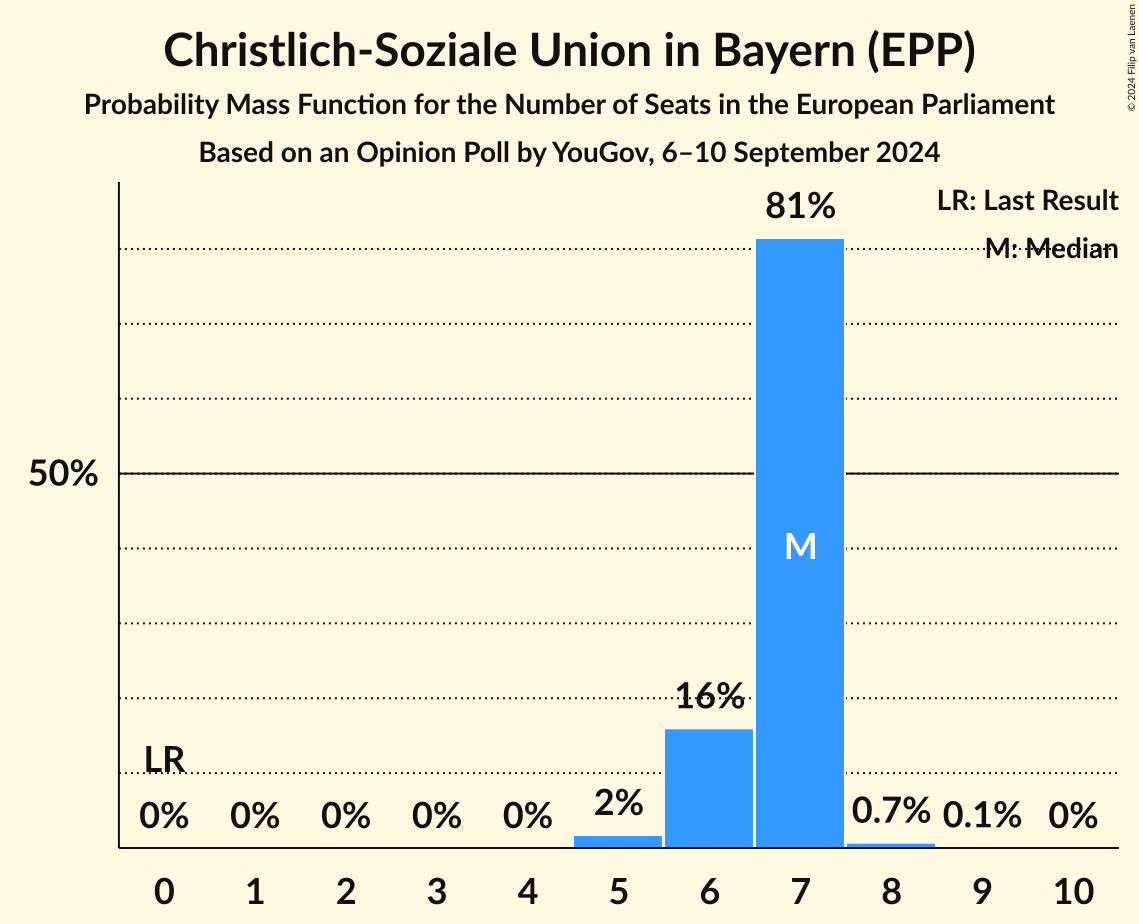 Christlich-Soziale Union in Bayern (EPP)
Probability Mass Function for the Number of Seats in the European Parliament
Based on an Opinion Poll by YouGov, 6–10 September 2024
© 2024 Filip van Laenen
LR: Last Result
M: Median
81%
50%
M
16%
LR
0% 0% 0% 0% 0% 2% 0.7% 0.1% 0%
0 1 2 3 4 5 6 7 8 9 10